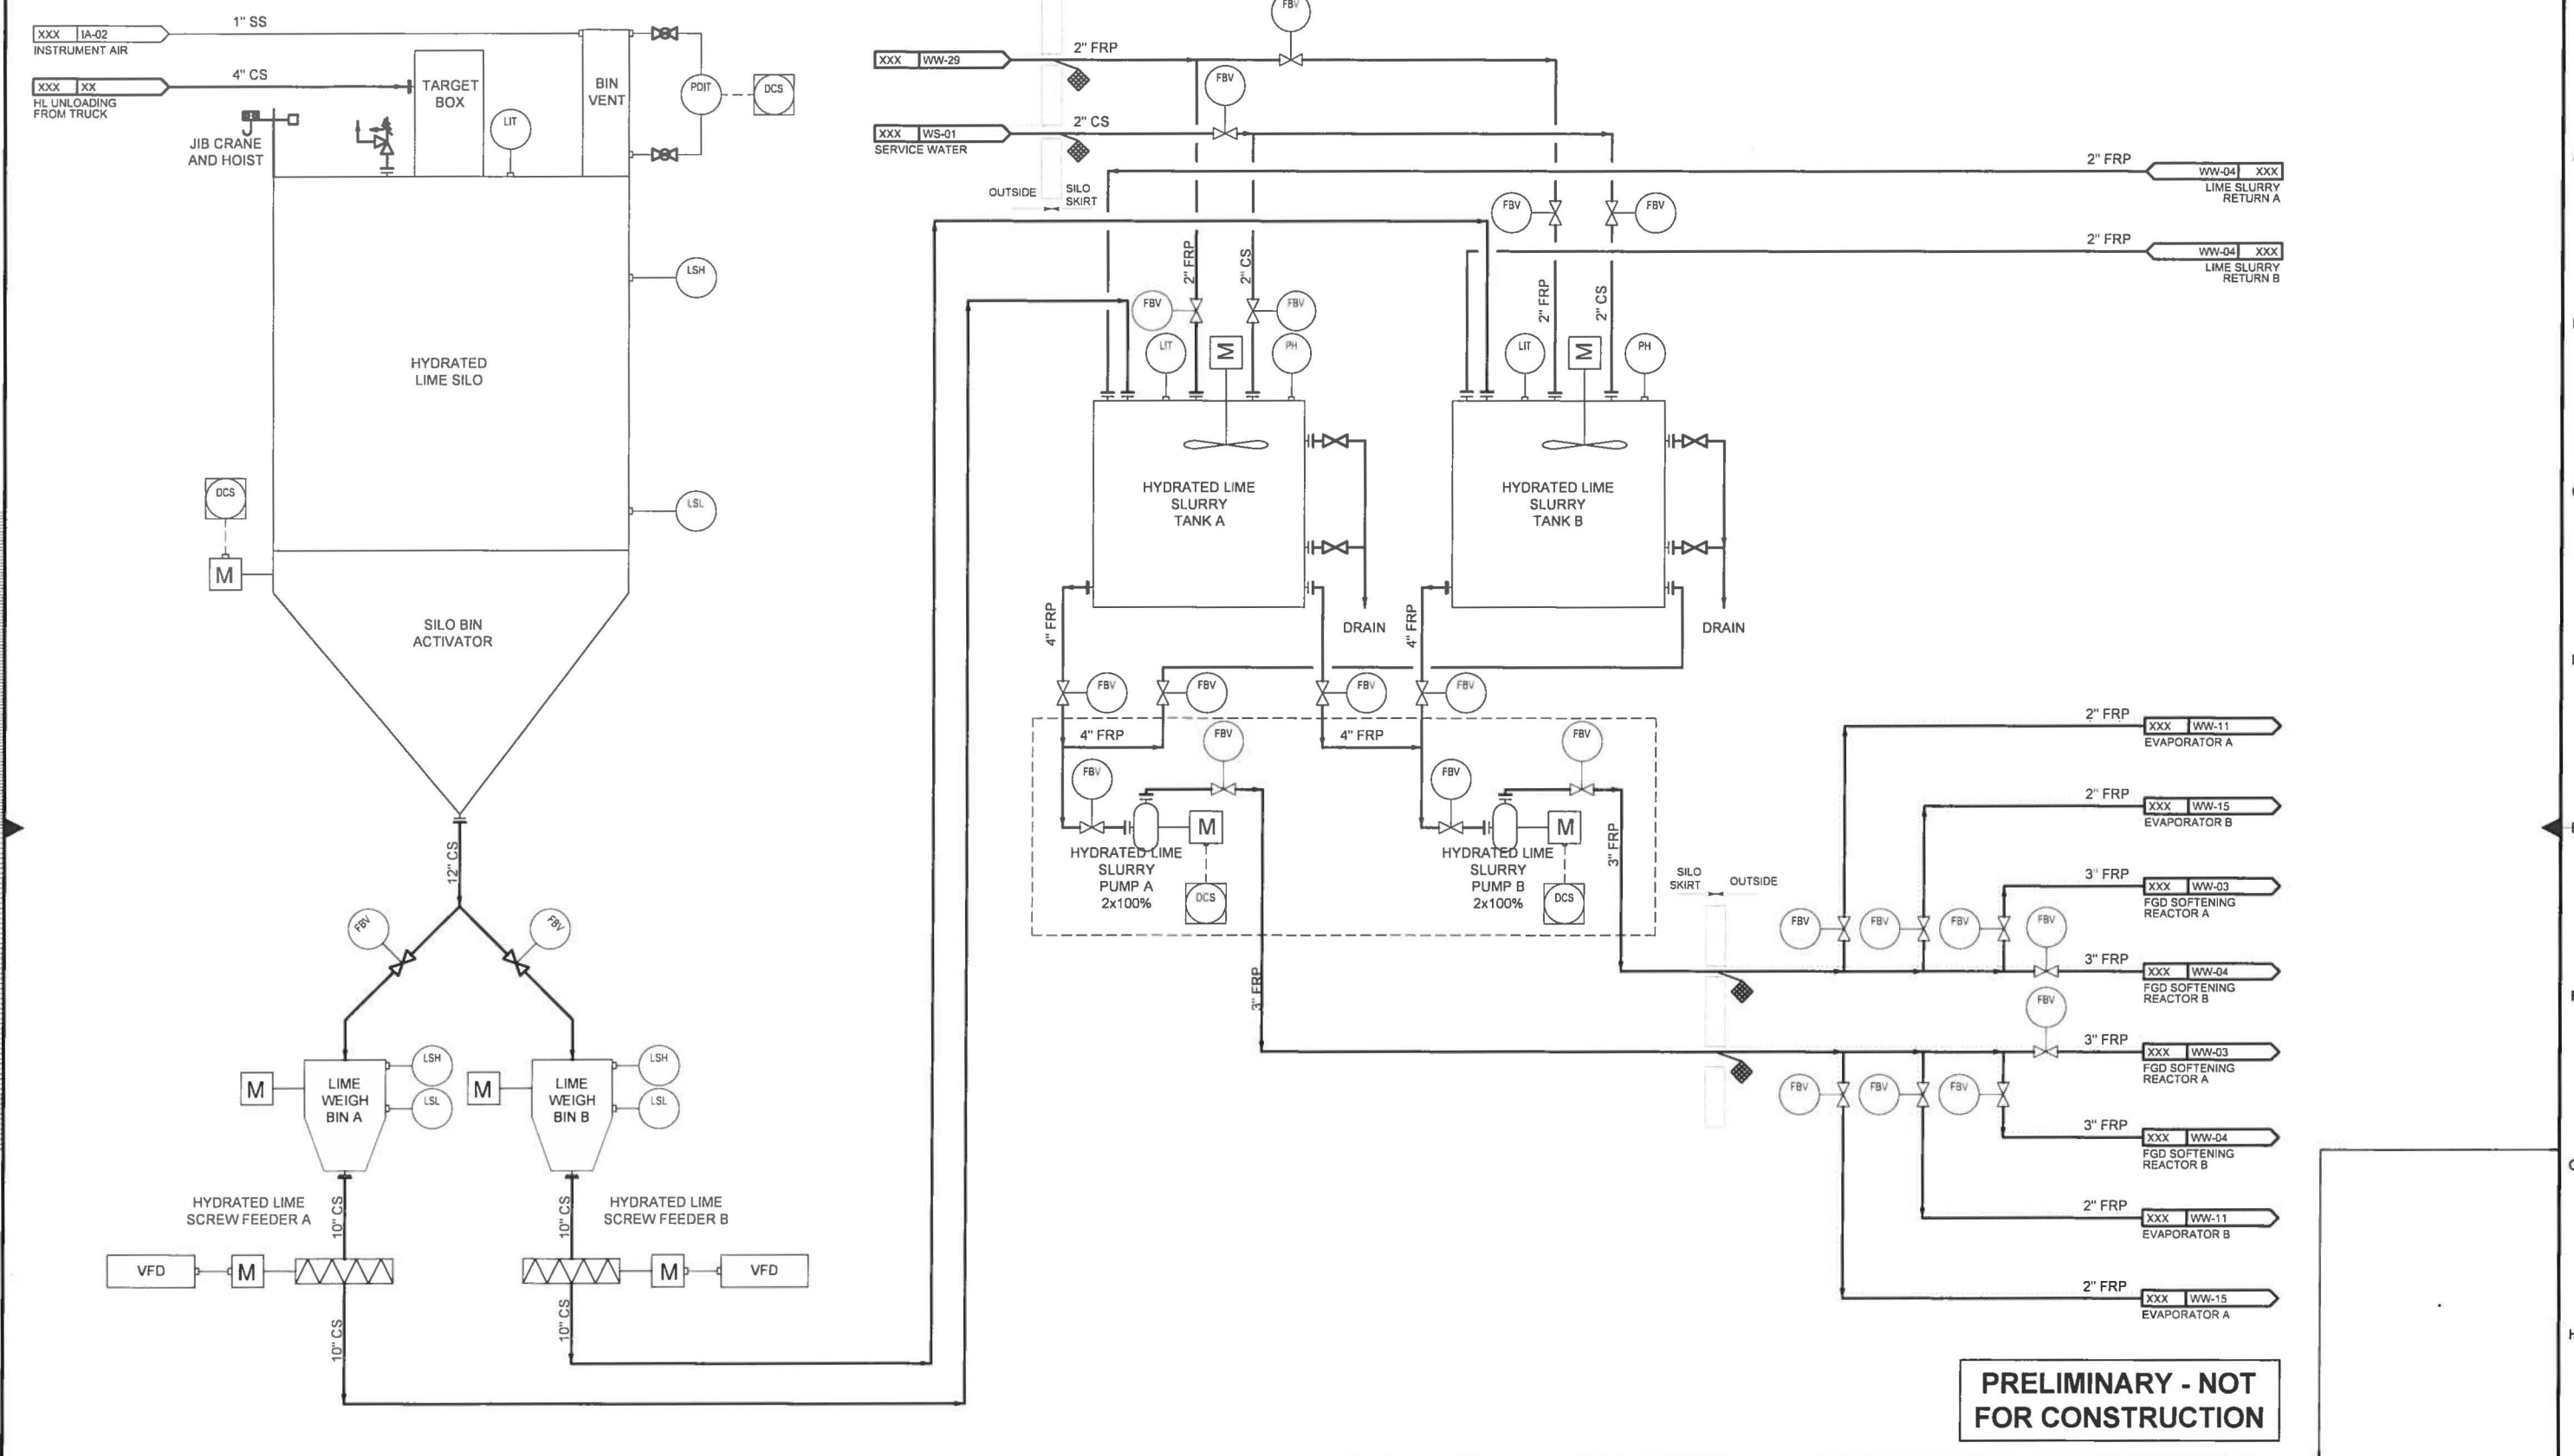 1" SS
XXX IA-02
INSTRUMENT AIR
4" CS
XXX XX
HL UNLOADING
FROM TRUCK
JIB CRANE
AND HOIST
TARGET
BOX
BIN
VENT
LIT
PDIT
DCS
LSH
HYDRATED
LIME SILO
LSL
DCS
M
SILO BIN
ACTIVATOR
12" CS
FBV
FBV
M
LIME
WEIGH
BIN A
LSH
LSL
M
LIME
WEIGH
BIN B
LSH
LSL
HYDRATED LIME
SCREW FEEDER A
10" CS
10" CS
HYDRATED LIME
SCREW FEEDER B
VFD
M
M
VFD
10" CS
10" CS
FBV
XXX WW-29
2" FRP
FBV
XXX WS-01
SERVICE WATER
2" CS
OUTSIDE
SILO
SKIRT
2" FRP
WW-04 XXX
LIME SLURRY
RETURN A
FBV
FBV
2" FRP
WW-04 XXX
LIME SLURRY
RETURN B
2" FRP
2" CS
2" FRP
2" CS
FBV
FBV
LIT
M
PH
LIT
M
PH
HYDRATED LIME
SLURRY
TANK A
HYDRATED LIME
SLURRY
TANK B
4" FRP
DRAIN
4" FRP
DRAIN
FBV
FBV
FBV
FBV
4" FRP
FBV
4" FRP
FBV
FBV
FBV
M
M
HYDRATED LIME
SLURRY
PUMP A
2x100%
DCS
HYDRATED LIME
SLURRY
PUMP B
2x100%
DCS
3" FRP
3" FRP
SILO
SKIRT
OUTSIDE
2" FRP
XXX WW-11
EVAPORATOR A
2" FRP
XXX WW-15
EVAPORATOR B
3" FRP
XXX WW-03
FGD SOFTENING
REACTOR A
FBV
FBV
FBV
FBV
3" FRP
XXX WW-04
FGD SOFTENING
REACTOR B
FBV
3" FRP
XXX WW-03
FGD SOFTENING
REACTOR A
FBV
FBV
FBV
3" FRP
XXX WW-04
FGD SOFTENING
REACTOR B
2" FRP
XXX WW-11
EVAPORATOR B
2" FRP
XXX WW-15
EVAPORATOR A
PRELIMINARY - NOT
FOR CONSTRUCTION